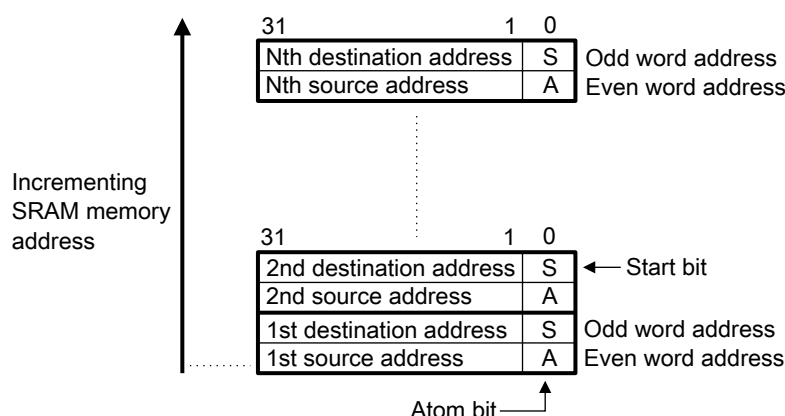 31 1 0
Nth destination address S Odd word address
Nth source address A Even word address
Incrementing
SRAM memory
address
31 1 0
2nd destination address S Start bit
2nd source address A
1st destination address S Odd word address
1st source address A Even word address
Atom bit